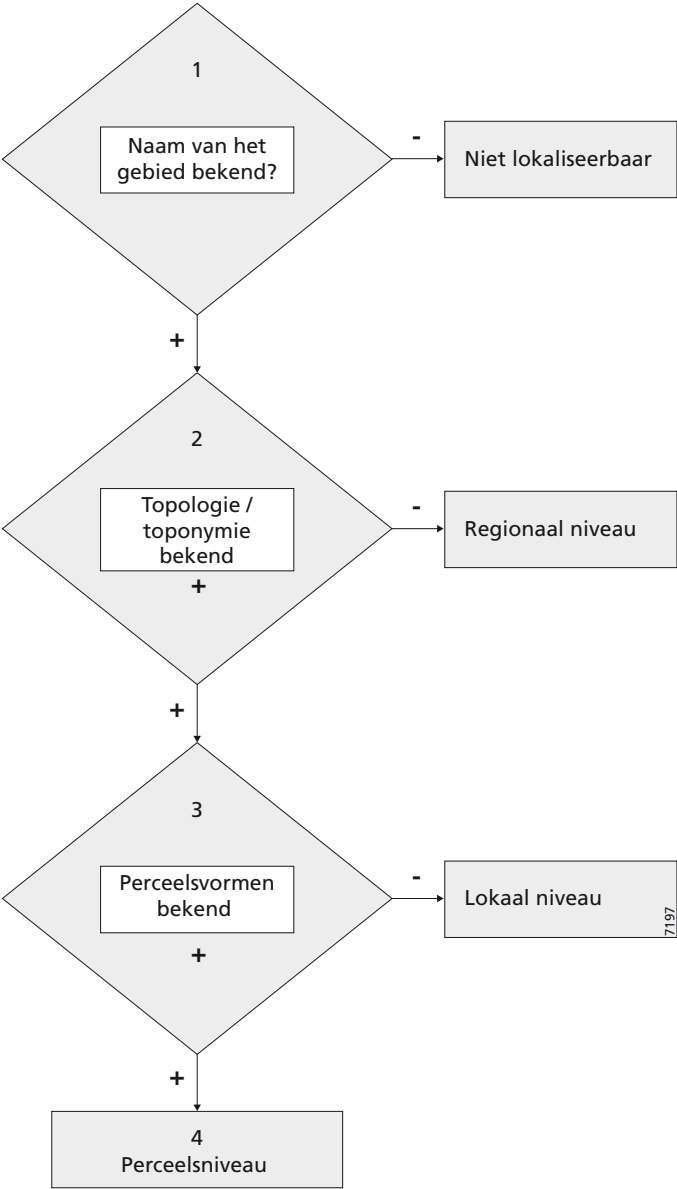 1
Naam van het
gebied bekend?
-
Niet lokaliseerbaar
+
2
Topologie /
toponymie
bekend
+
-
Regionaal niveau
+
3
Perceelsvormen
bekend
+
-
Lokaal niveau
7197
+
4
Perceelsniveau